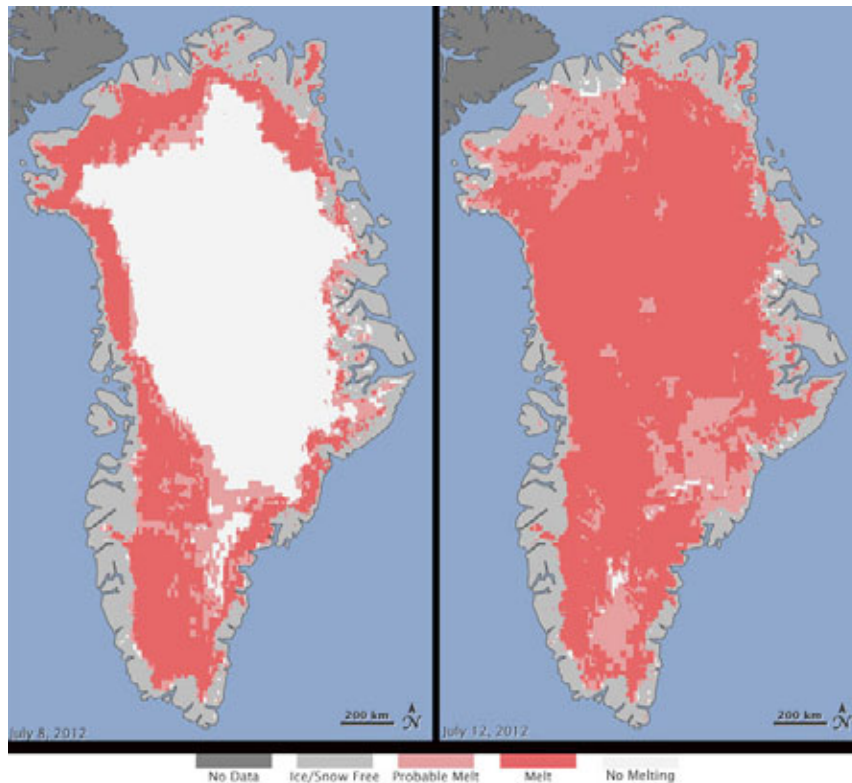 July 8, 2012
200 km
N
July 12, 2012
200 km
N
No Data
Ice/Snow Free
Probable Melt
Melt
No Melting